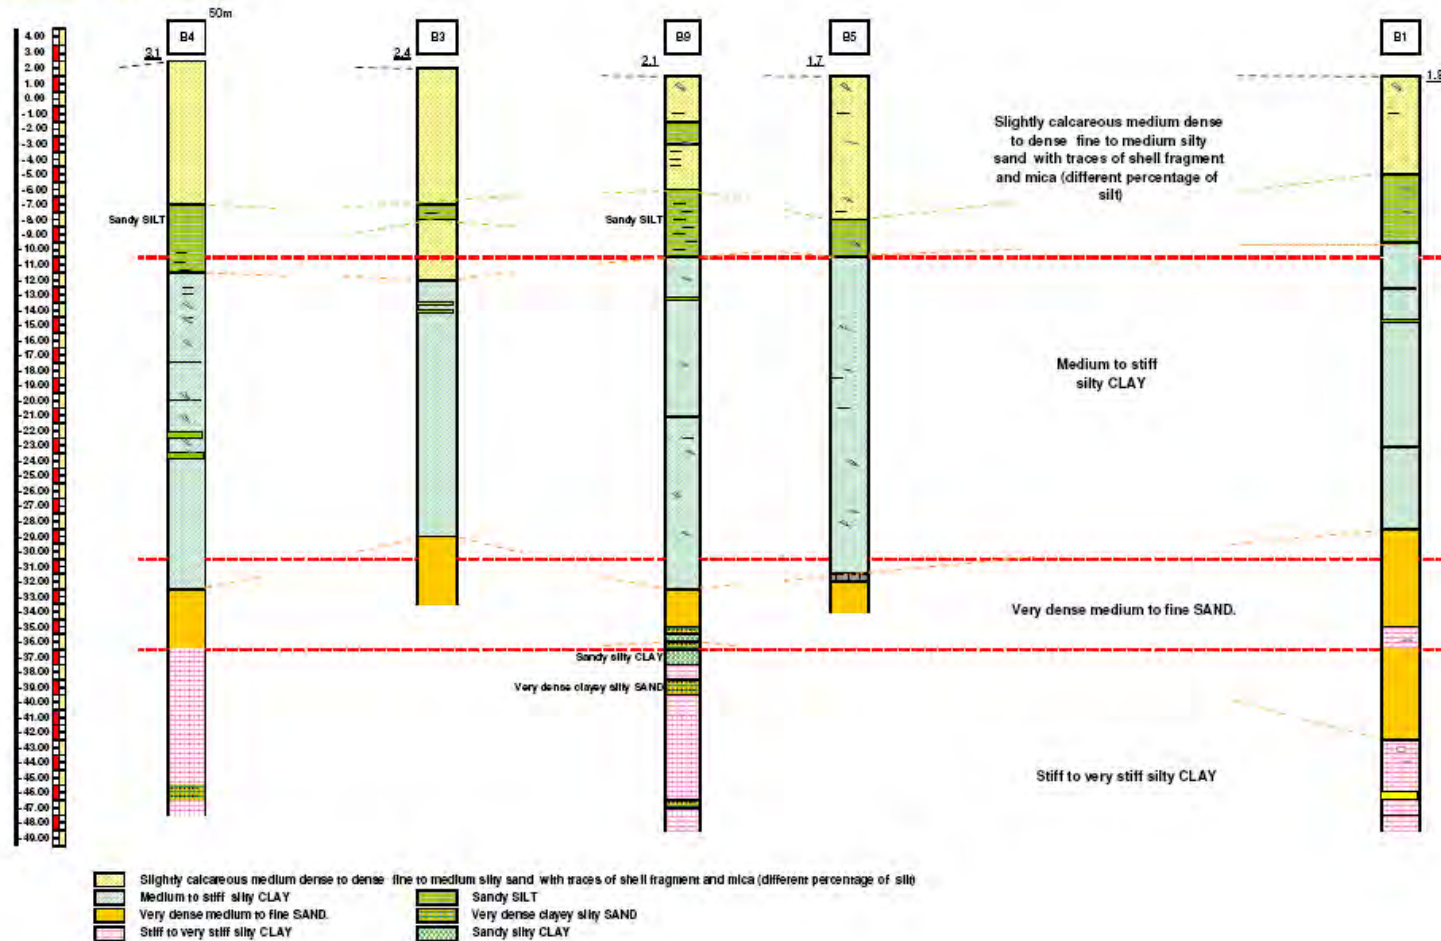 50m
B4
B3
B9
B5
B1
3.1
2.4
2.1
1.7
1.9
4.00
3.00
2.00
1.00
0.00
-1.00
-2.00
-3.00
-4.00
-5.00
-6.00
-7.00
-8.00
-9.00
-10.00
-11.00
-12.00
-13.00
-14.00
-15.00
-16.00
-17.00
-18.00
-19.00
-20.00
-21.00
-22.00
-23.00
-24.00
-25.00
-26.00
-27.00
-28.00
-29.00
-30.00
-31.00
-32.00
-33.00
-34.00
-35.00
-36.00
-37.00
-38.00
-39.00
-40.00
-41.00
-42.00
-43.00
-44.00
-45.00
-46.00
-47.00
-48.00
-49.00
Slightly calcareous medium dense
to dense fine to medium silty
sand with traces of shell fragment
and mica (different percentage of
silt)
Sandy SILT
Sandy SILT
Medium to stiff
silty CLAY
Very dense medium to fine SAND.
Sandy silty CLAY
Very dense clayey silty SAND
Stiff to very stiff silty CLAY
Slightly calcareous medium dense to dense fine to medium silty sand with traces of shell fragment and mica (different percentage of silt
Medium to stiff silty CLAY
Sandy SILT
Very dense medium to fine SAND.
Very dense clayey silty SAND
Stiff to very stiff silty CLAY
Sandy silty CLAY